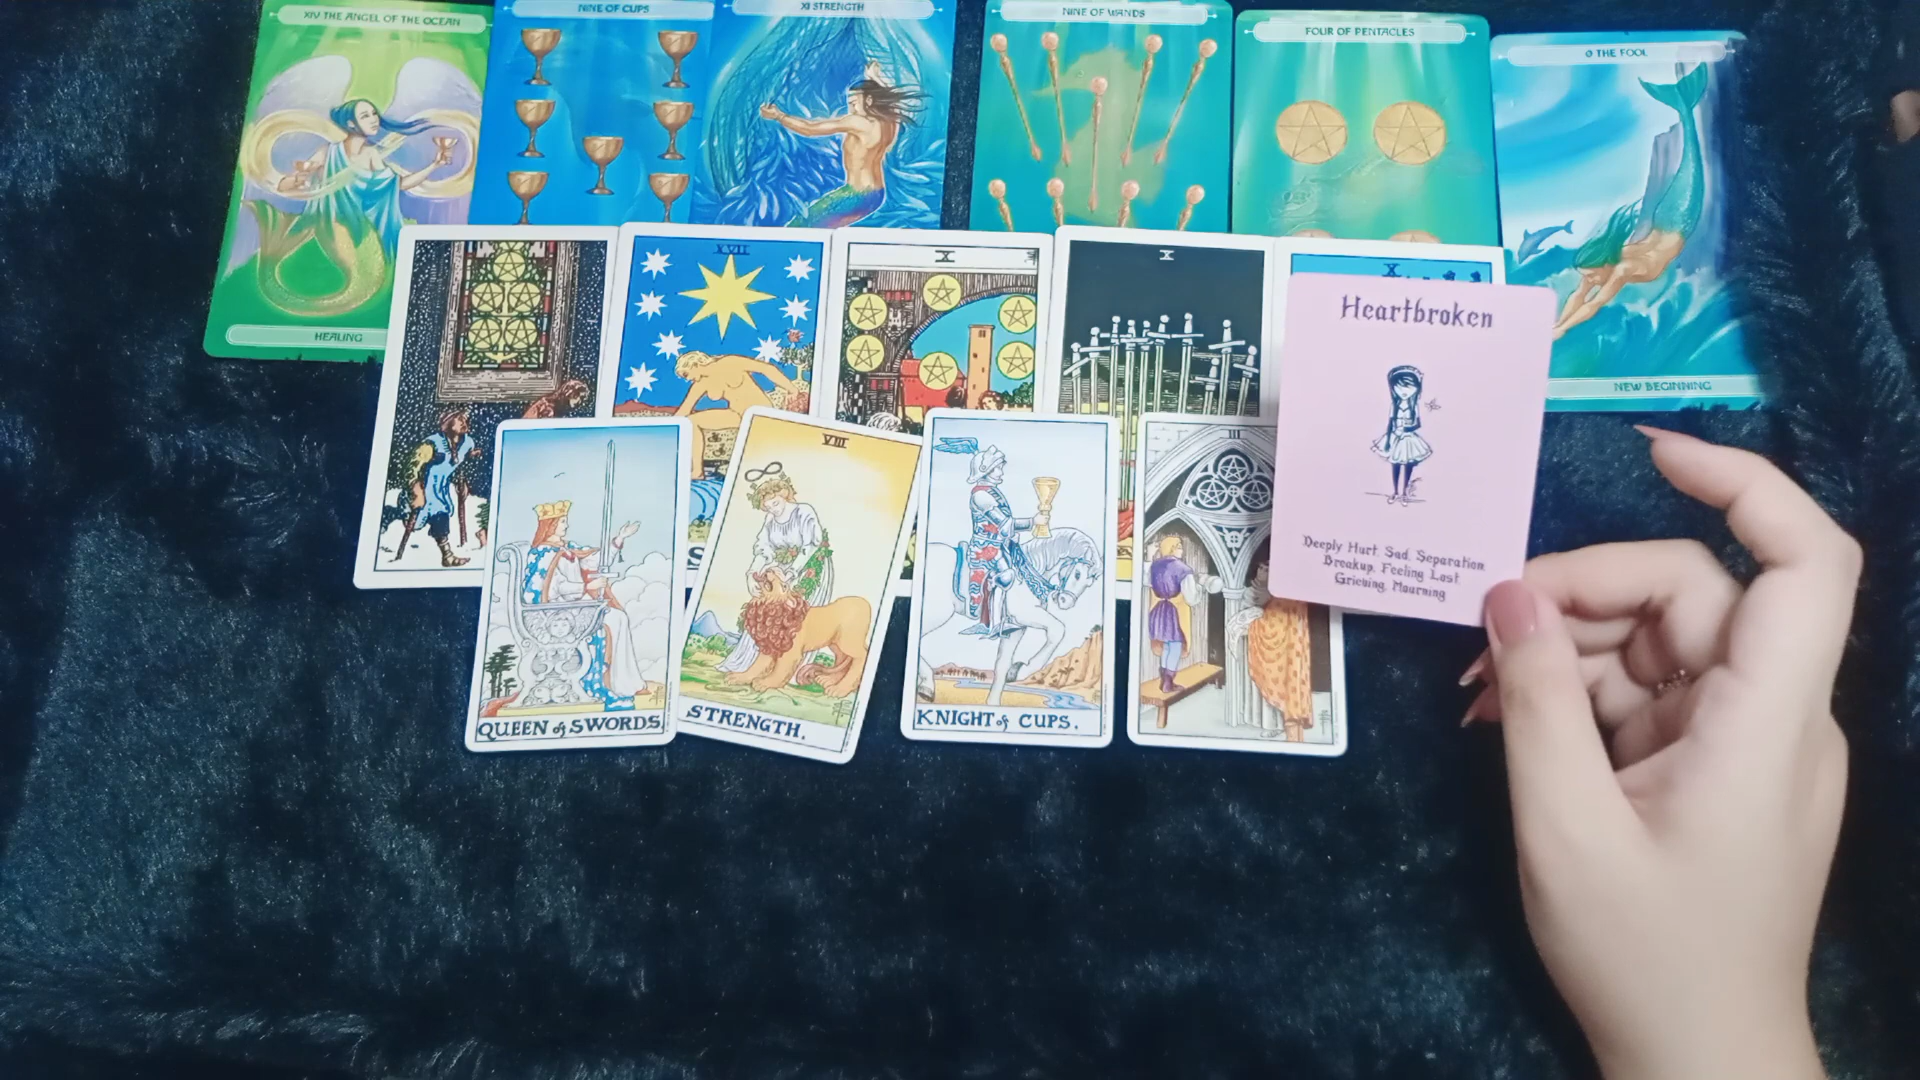 XIV THE ANGEL OF THE OCEAN
NINE OF CUPS
XI STRENGTH
NINE OF WANDS
FOUR OF PENTACLES
0 THE FOOL
HEALING
NEW BEGINNING
XVII
X
X
X
Heartbroken
Deeply Hurt, Sad, Separation,
Breakup, Feeling Lost
Grieving, Mourning
VIII
III
QUEEN of SWORDS.
STRENGTH.
KNIGHT of CUPS.